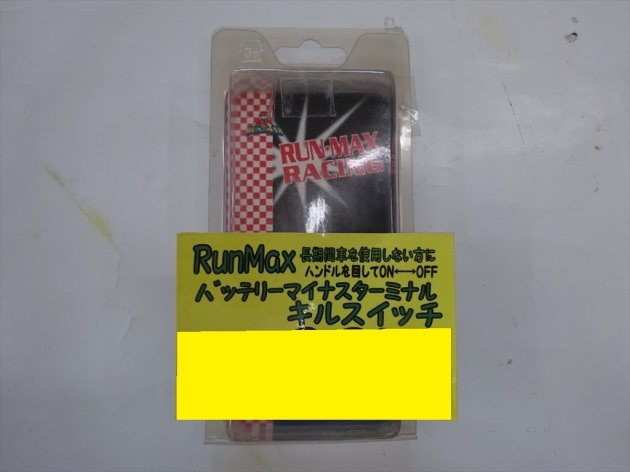 RUN-MAX
RUN-MAX
RACING
RunMax 長期間車を使用しない方に
ハンドルを回してON←→OFF
バッテリーマイナスターミナル
キルスイッチ